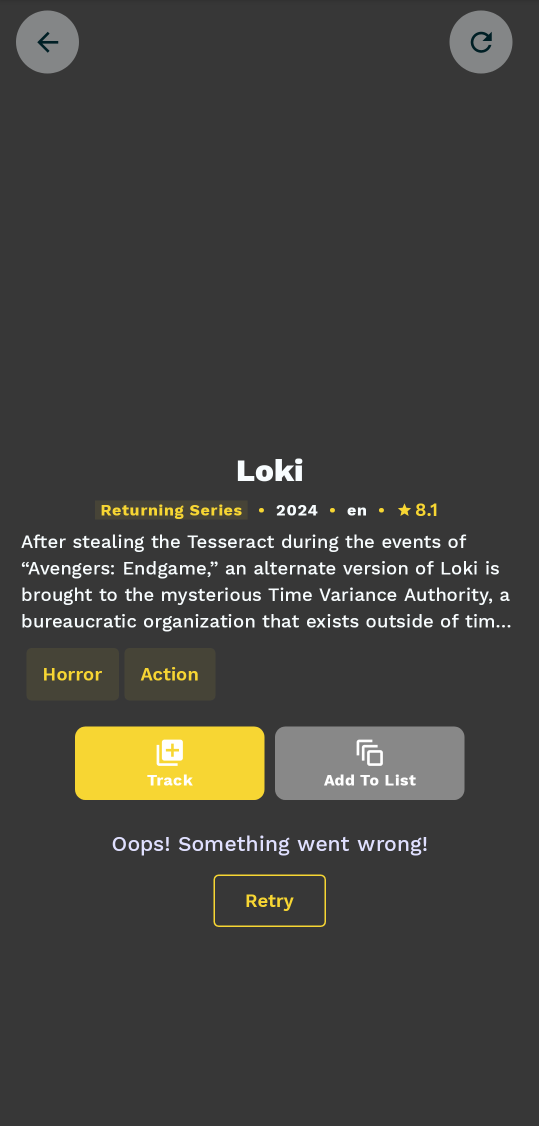 Loki
Returning Series • 2024 • en • ★ 8.1
After stealing the Tesseract during the events of
“Avengers: Endgame,” an alternate version of Loki is
brought to the mysterious Time Variance Authority, a
bureaucratic organization that exists outside of tim...
Horror Action
Track Add To List
Oops! Something went wrong!
Retry